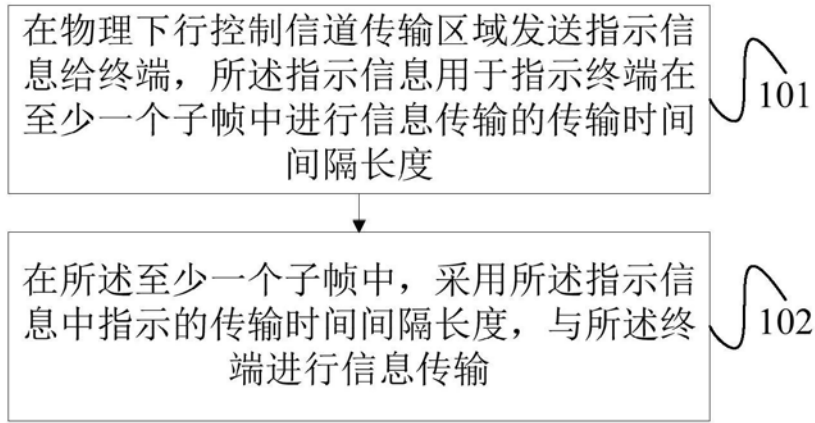 在物理下行控制信道传输区域发送指示信
息给终端，所述指示信息用于指示终端在
至少一个子帧中进行信息传输的传输时间
间隔长度
101
在所述至少一个子帧中，采用所述指示信
息中指示的传输时间间隔长度，与所述终
端进行信息传输
102